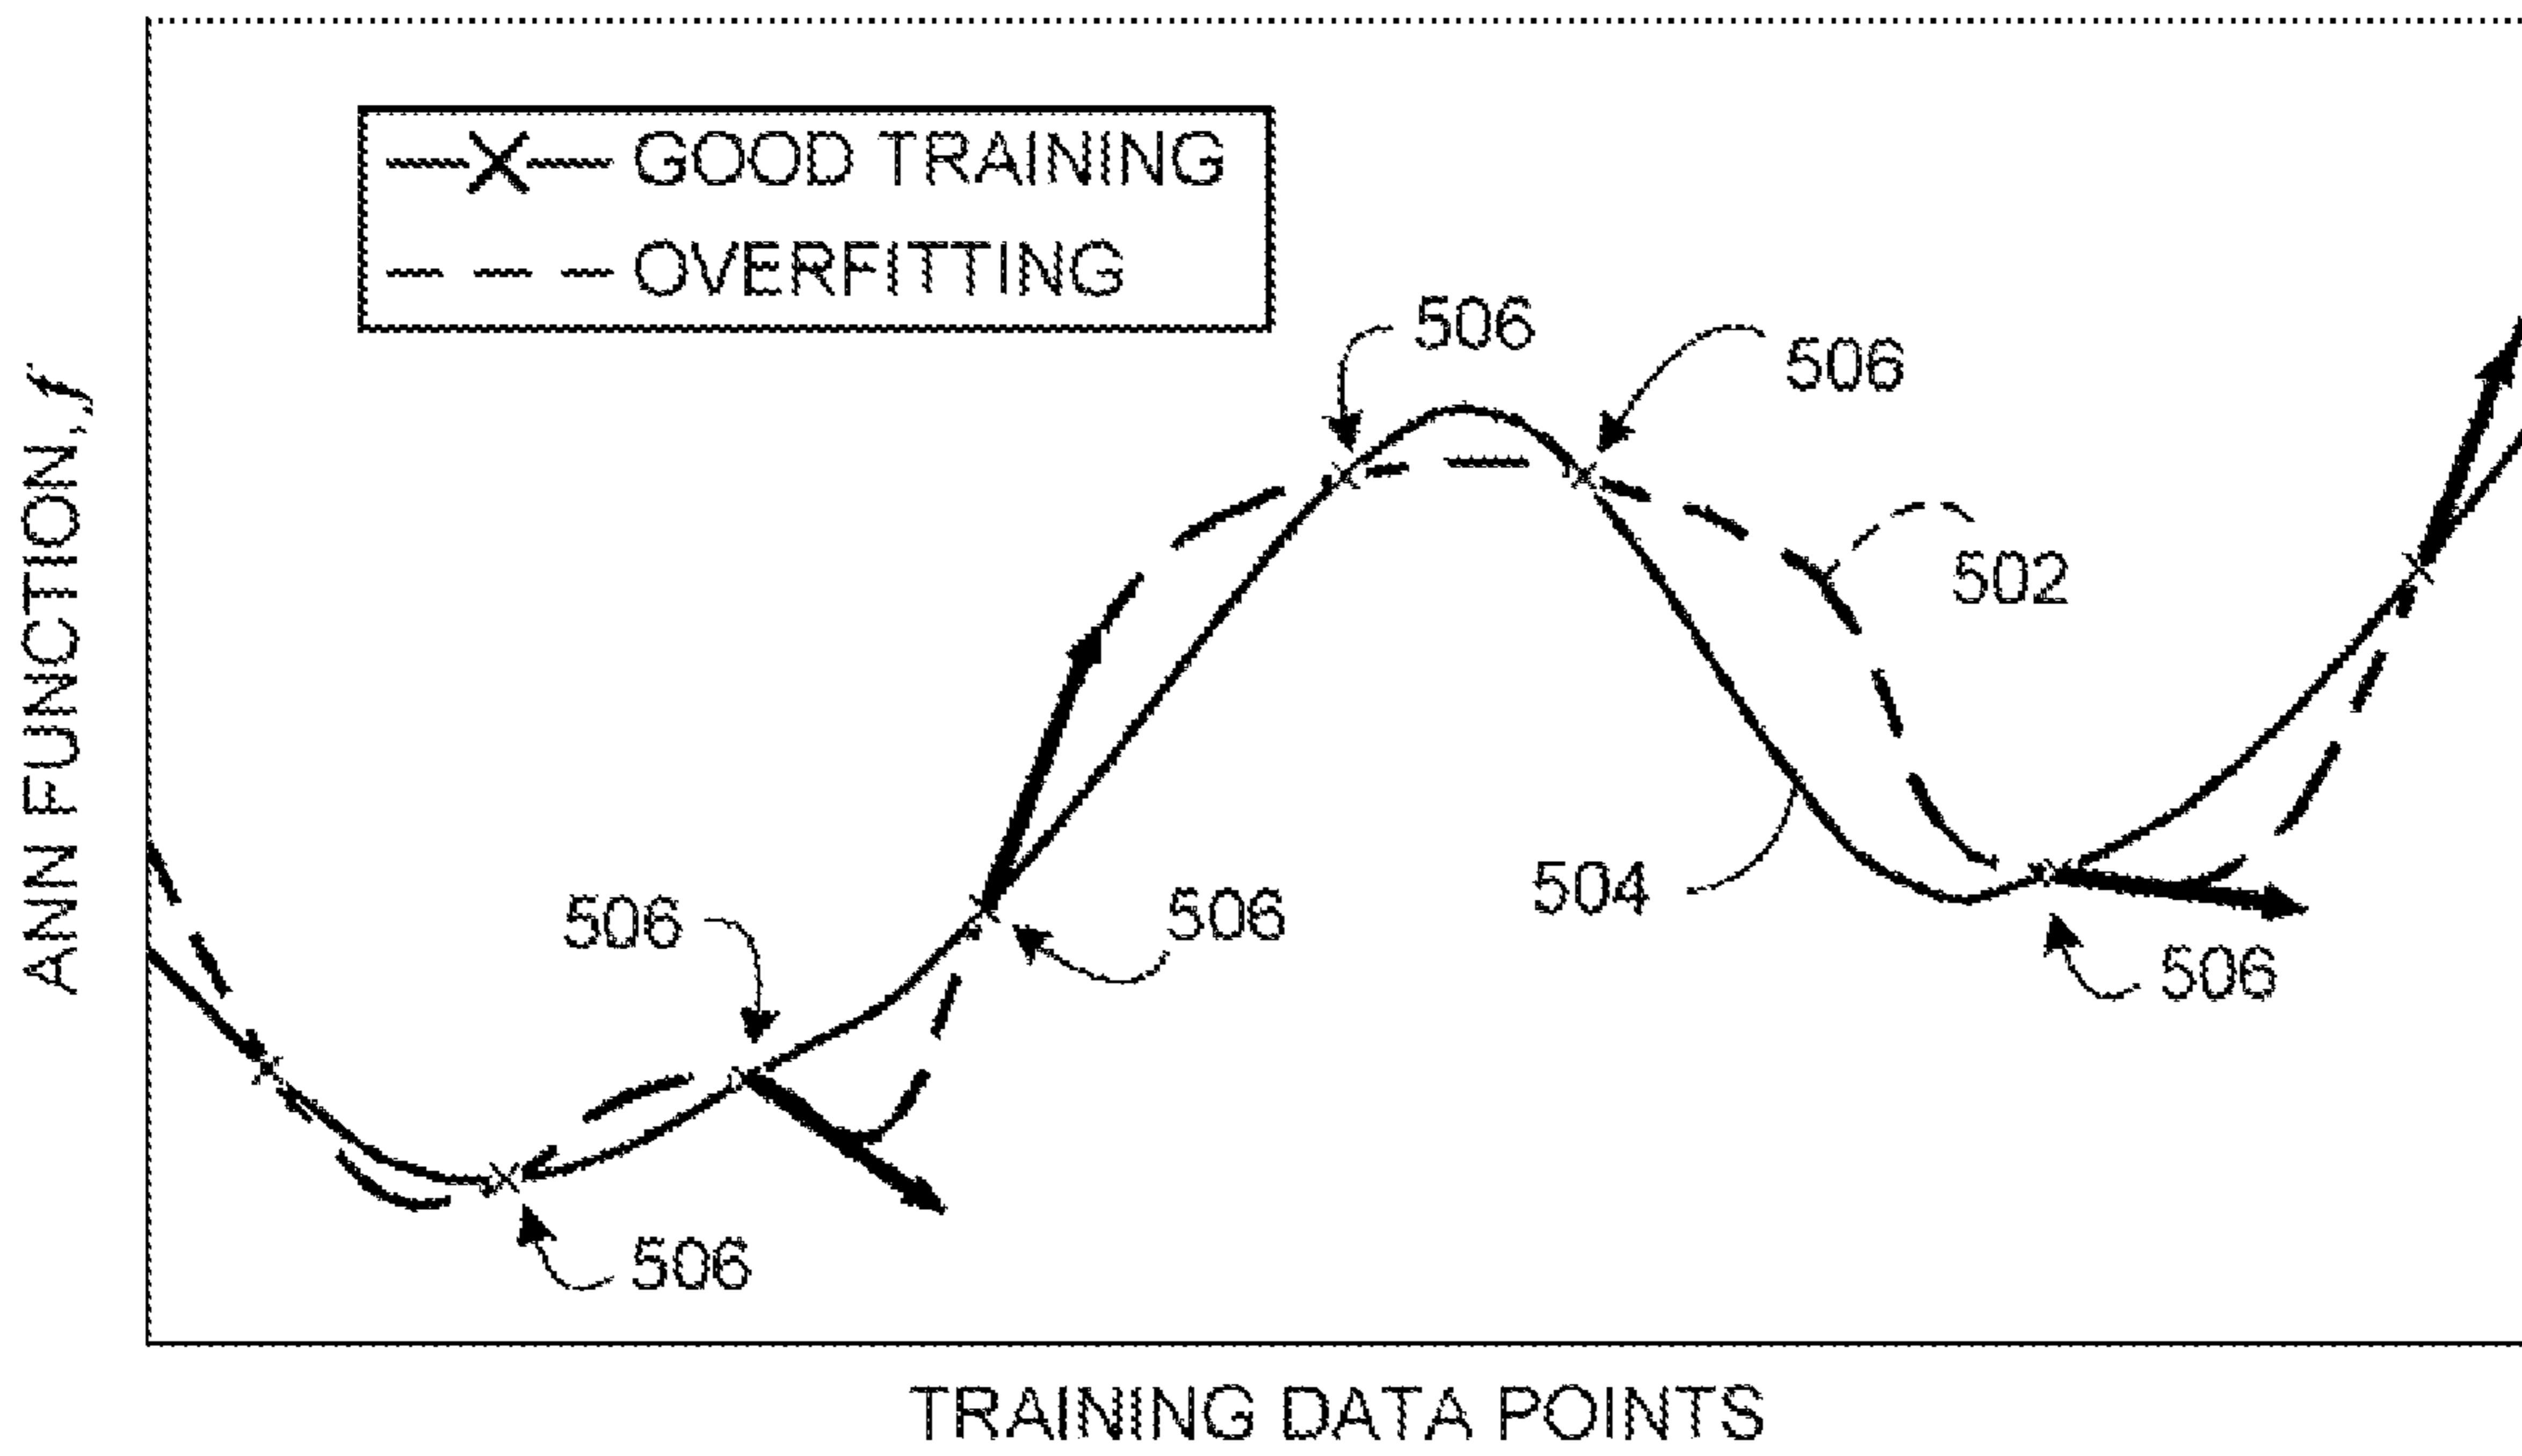 GOOD TRAINING
OVERFITTING
506
506
502
504
506
506
506
506
ANN FUNCTION, f
TRAINING DATA POINTS